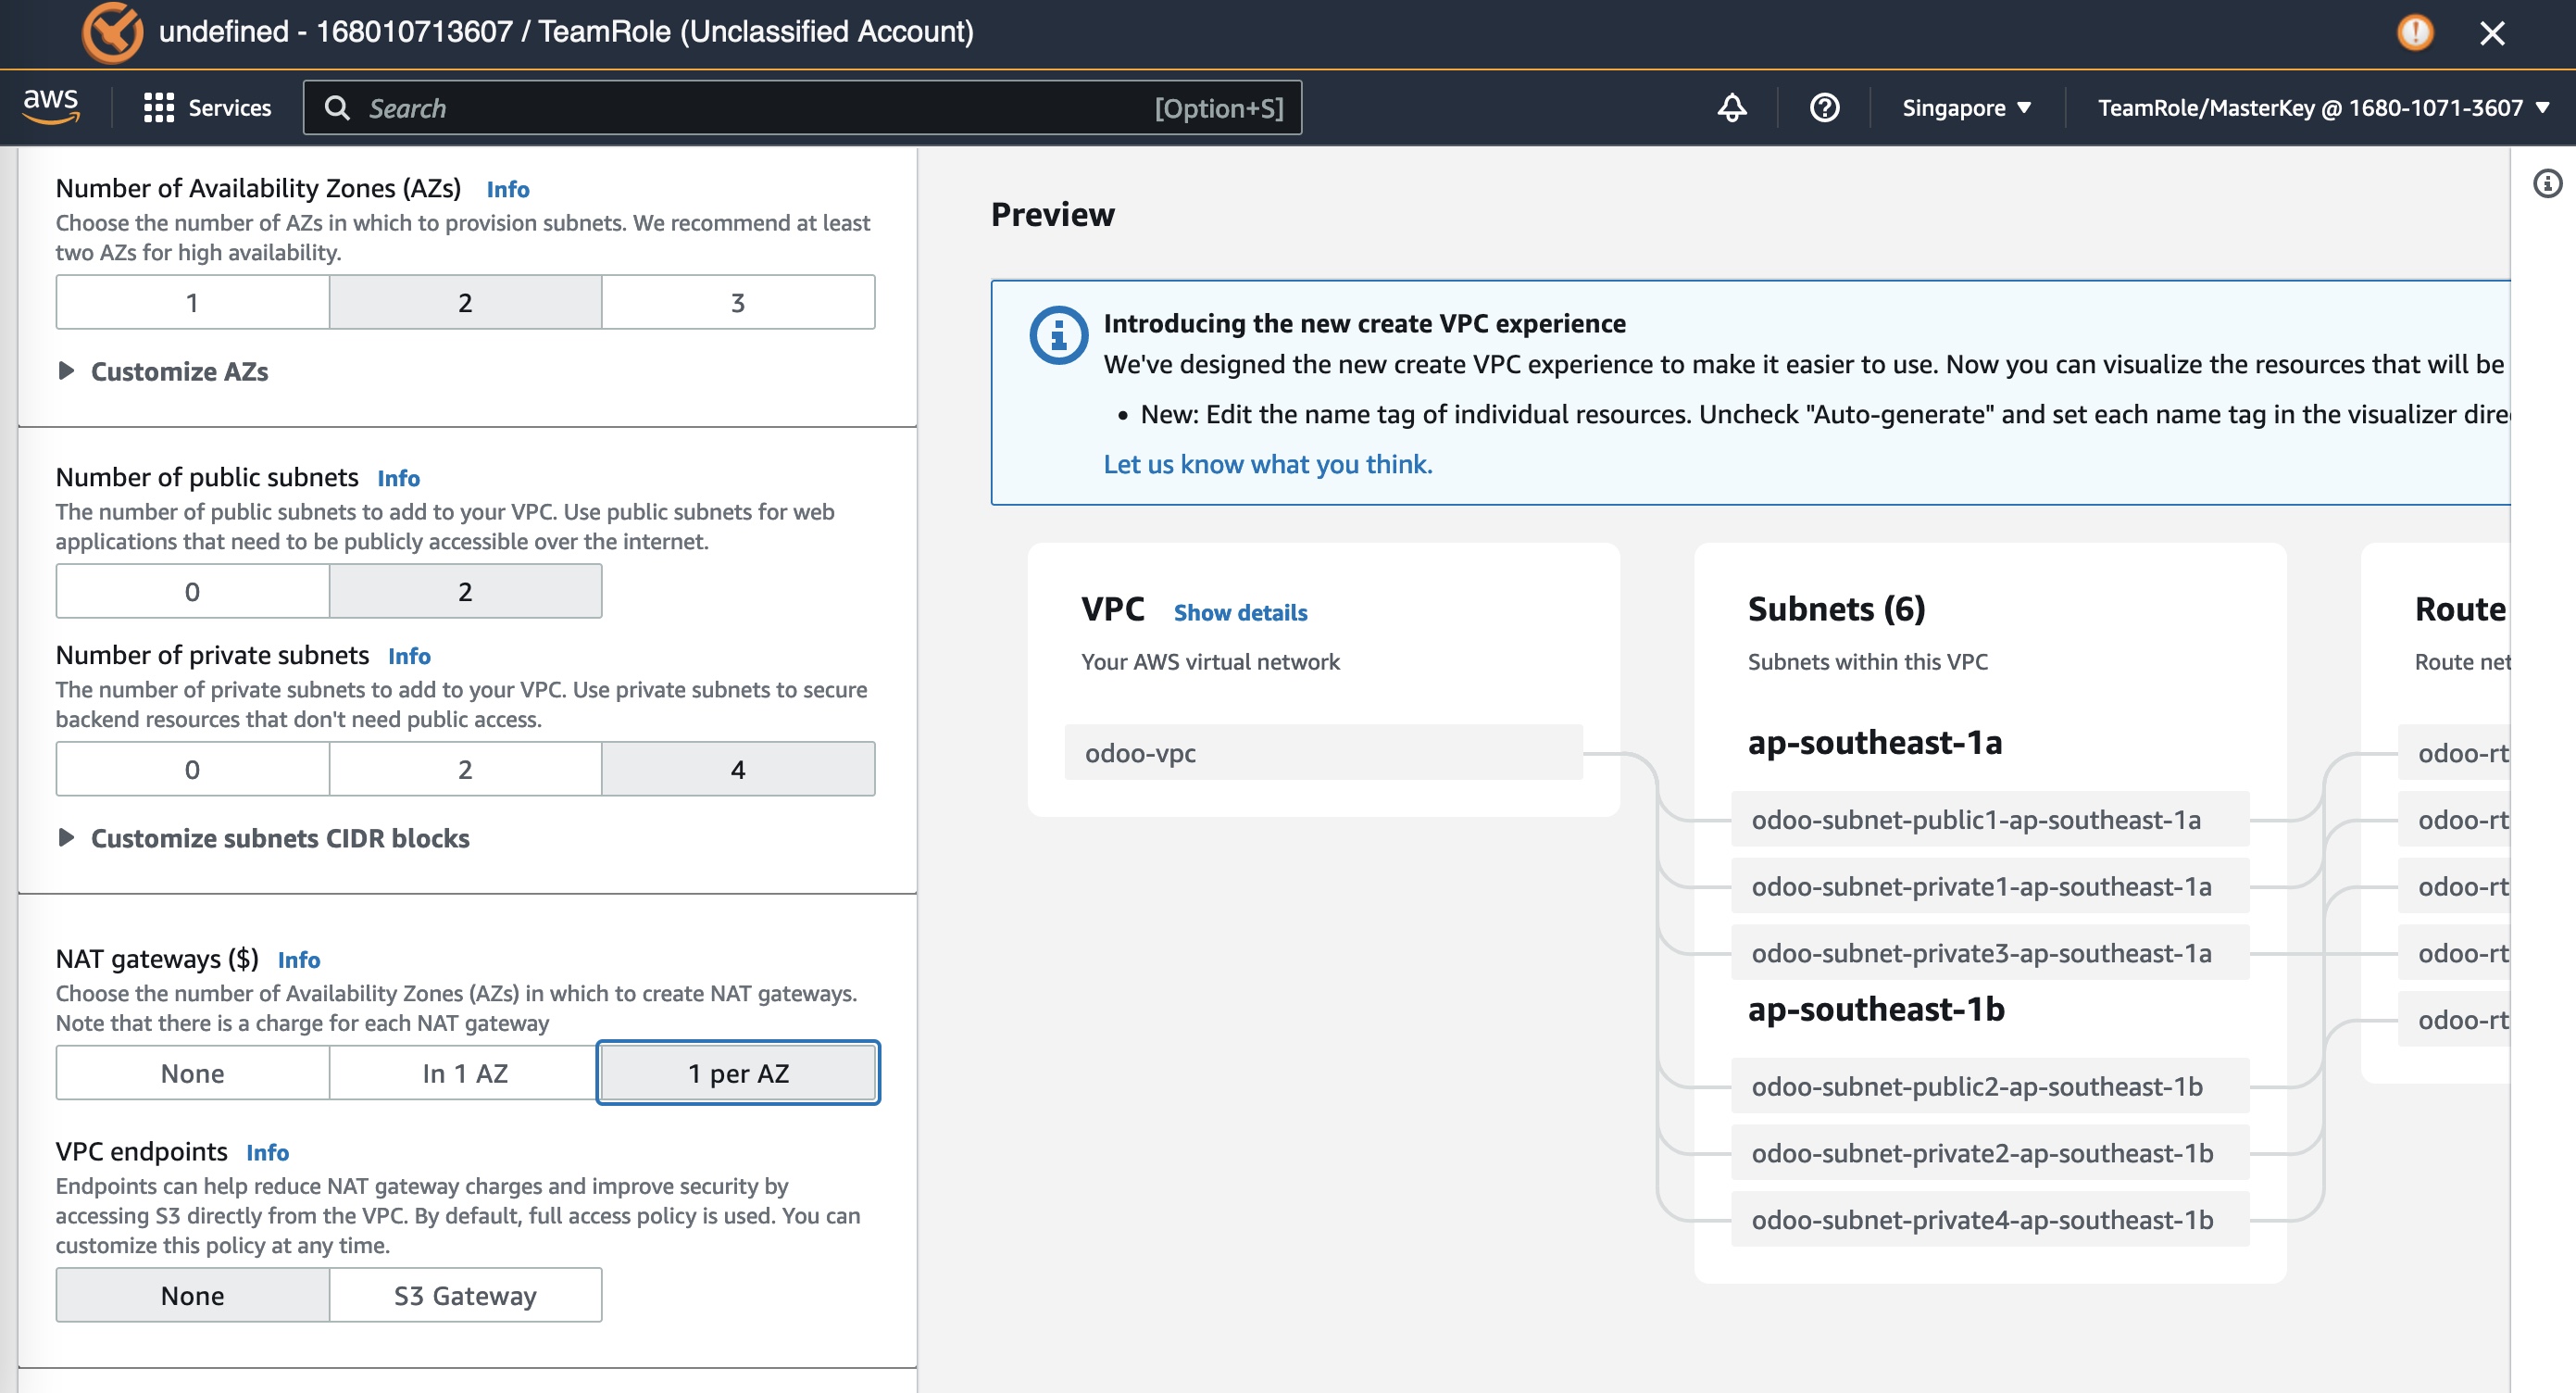 undefined - 168010713607 / TeamRole (Unclassified Account)
aws
Services
Search
[Option+S]
Singapore
TeamRole/MasterKey @ 1680-1071-3607
Number of Availability Zones (AZs) Info
Choose the number of AZs in which to provision subnets. We recommend at least
two AZs for high availability.
1
2
3
Customize AZs
Number of public subnets Info
The number of public subnets to add to your VPC. Use public subnets for web
applications that need to be publicly accessible over the internet.
0
2
Number of private subnets Info
The number of private subnets to add to your VPC. Use private subnets to secure
backend resources that don't need public access.
0
2
4
Customize subnets CIDR blocks
NAT gateways ($) Info
Choose the number of Availability Zones (AZs) in which to create NAT gateways.
Note that there is a charge for each NAT gateway
None
In 1 AZ
1 per AZ
VPC endpoints Info
Endpoints can help reduce NAT gateway charges and improve security by
accessing S3 directly from the VPC. By default, full access policy is used. You can
customize this policy at any time.
None
S3 Gateway
Preview
Introducing the new create VPC experience
We've designed the new create VPC experience to make it easier to use. Now you can visualize the resources that will be
• New: Edit the name tag of individual resources. Uncheck "Auto-generate" and set each name tag in the visualizer dire
Let us know what you think.
VPC Show details
Your AWS virtual network
odoo-vpc
Subnets (6)
Subnets within this VPC
ap-southeast-1a
odoo-subnet-public1-ap-southeast-1a
odoo-subnet-private1-ap-southeast-1a
odoo-subnet-private3-ap-southeast-1a
ap-southeast-1b
odoo-subnet-public2-ap-southeast-1b
odoo-subnet-private2-ap-southeast-1b
odoo-subnet-private4-ap-southeast-1b
Route
Route net
odoo-rt
odoo-rt
odoo-rt
odoo-rt
odoo-rt